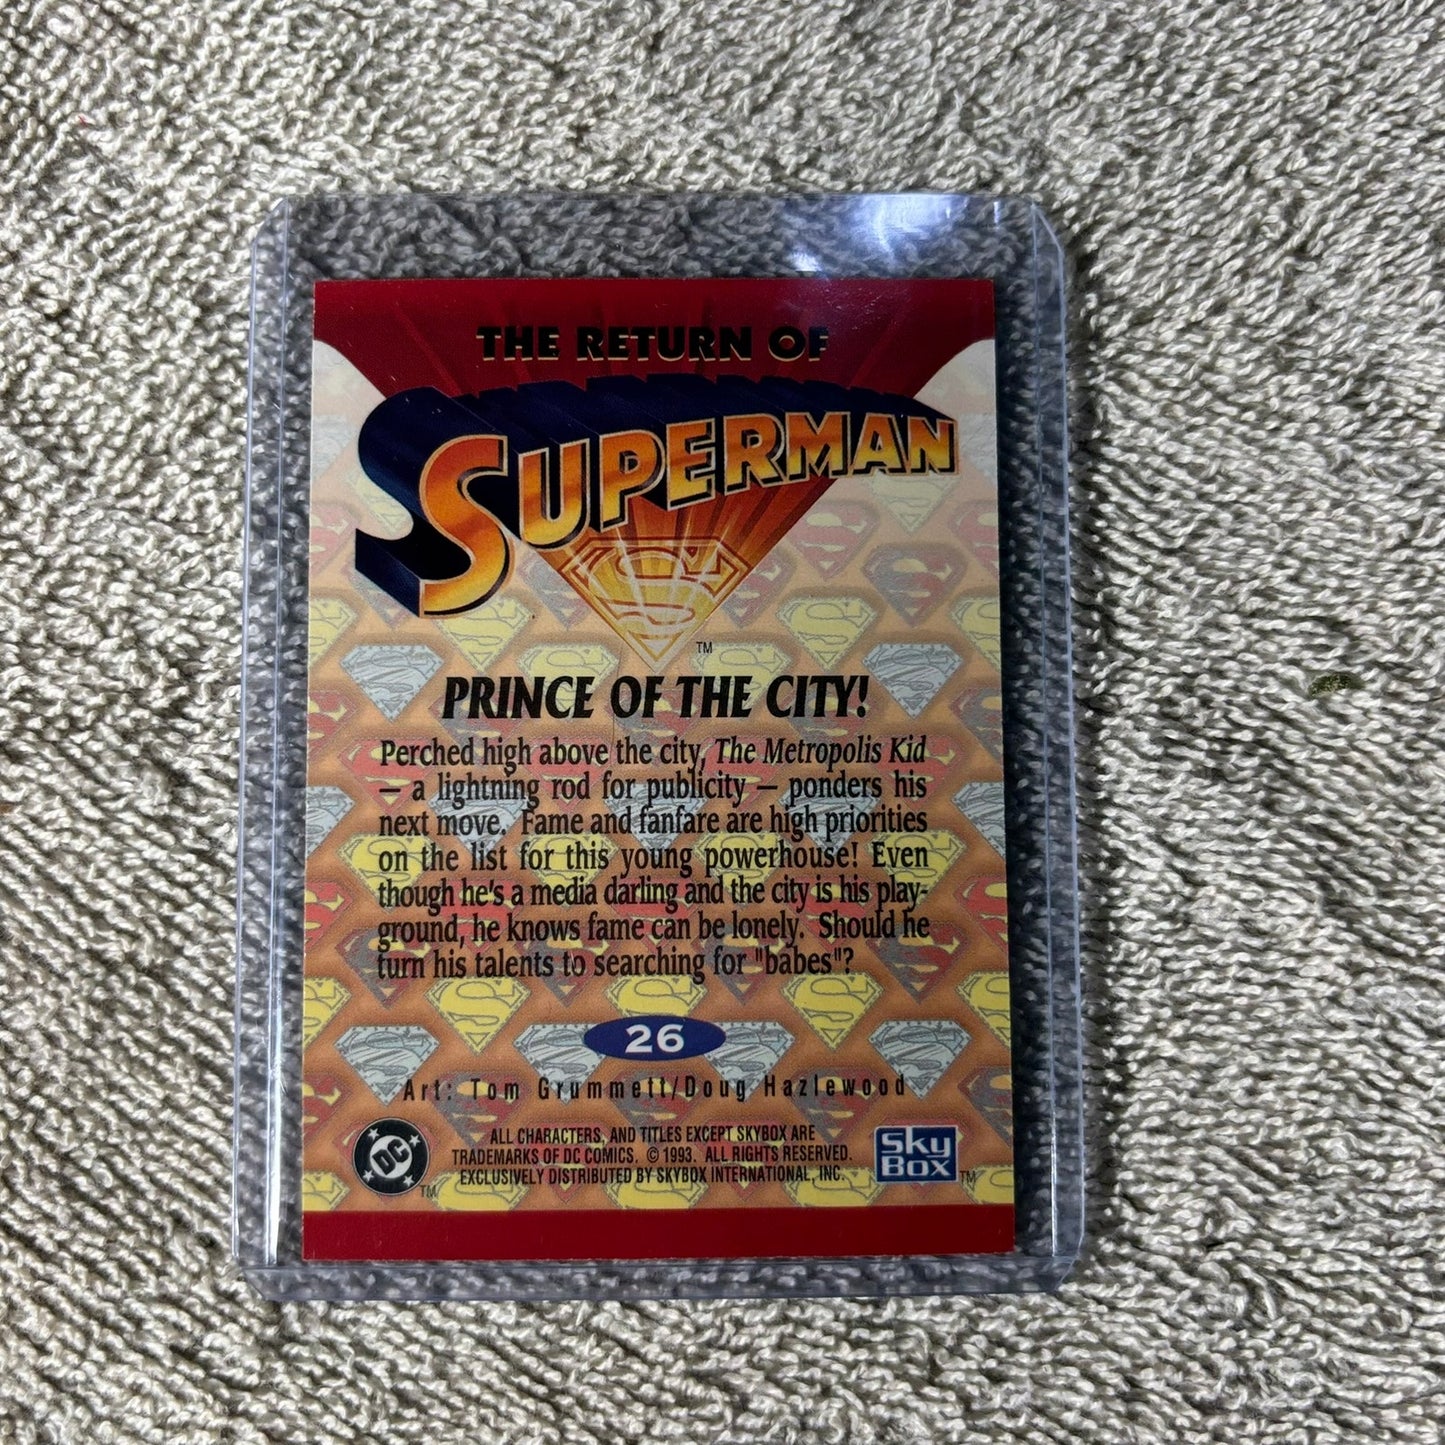 THE RETURN OF
SUPERMAN
TM
PRINCE OF THE CITY!
Perched high above the city, The Metropolis Kid
— a lightning rod for publicity — ponders his
next move. Fame and fanfare are high priorities
on the list for this young powerhouse! Even
though he's a media darling and the city is his play-
ground, he knows fame can be lonely. Should he
turn his talents to searching for "babes"?
26
Art: Tom Grummett/Doug Hazlewood
ALL CHARACTERS, AND TITLES EXCEPT SKYBOX ARE
TRADEMARKS OF DC COMICS. © 1993. ALL RIGHTS RESERVED.
EXCLUSIVELY DISTRIBUTED BY SKYBOX INTERNATIONAL, INC.
DC
TM
Sky
Box
TM